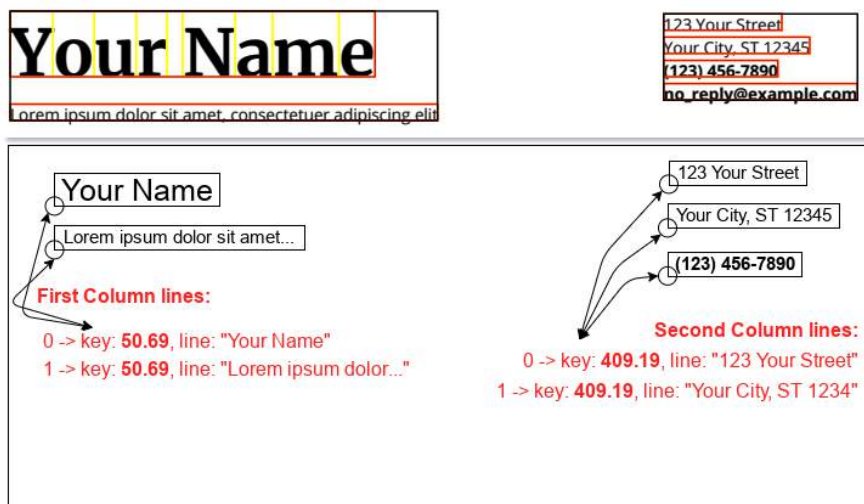 Your Name
Lorem ipsum dolor sit amet, consectetuer adipiscing elit
123 Your Street
Your City, ST 12345
(123) 456-7890
no_reply@example.com
Your Name
Lorem ipsum dolor sit amet...
First Column lines:
0 -> key: 50.69, line: "Your Name"
1 -> key: 50.69, line: "Lorem ipsum dolor..."
123 Your Street
Your City, ST 12345
(123) 456-7890
Second Column lines:
0 -> key: 409.19, line: "123 Your Street"
1 -> key: 409.19, line: "Your City, ST 1234"